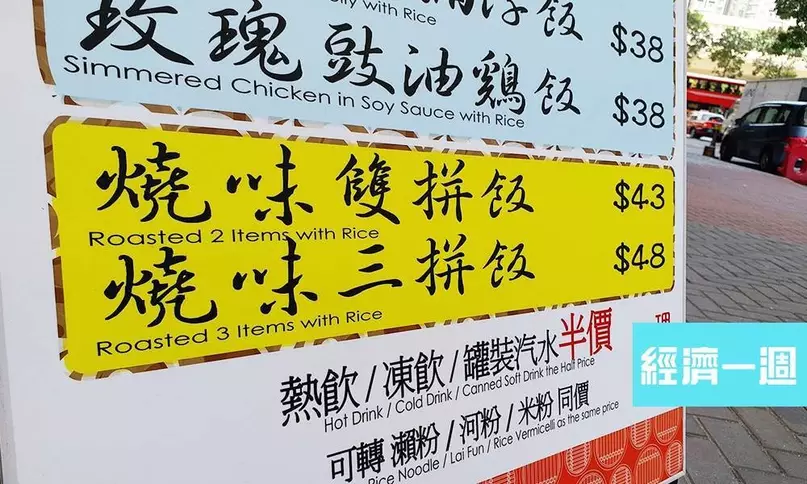 飯 $38
with Rice
玫瑰豉油鷄飯 $38
Simmered Chicken in Soy Sauce with Rice
燒味雙拼飯 $43
Roasted 2 Items with Rice
燒味三拼飯 $48
Roasted 3 Items with Rice
熱飲/凍飲/罐裝汽水半價
Hot Drink / Cold Drink / Canned Soft Drink the Half Price
可轉 瀨粉/河粉/米粉 同價
Rice Noodle / Lai Fun / Rice Vermicelli as the same price
經濟一週